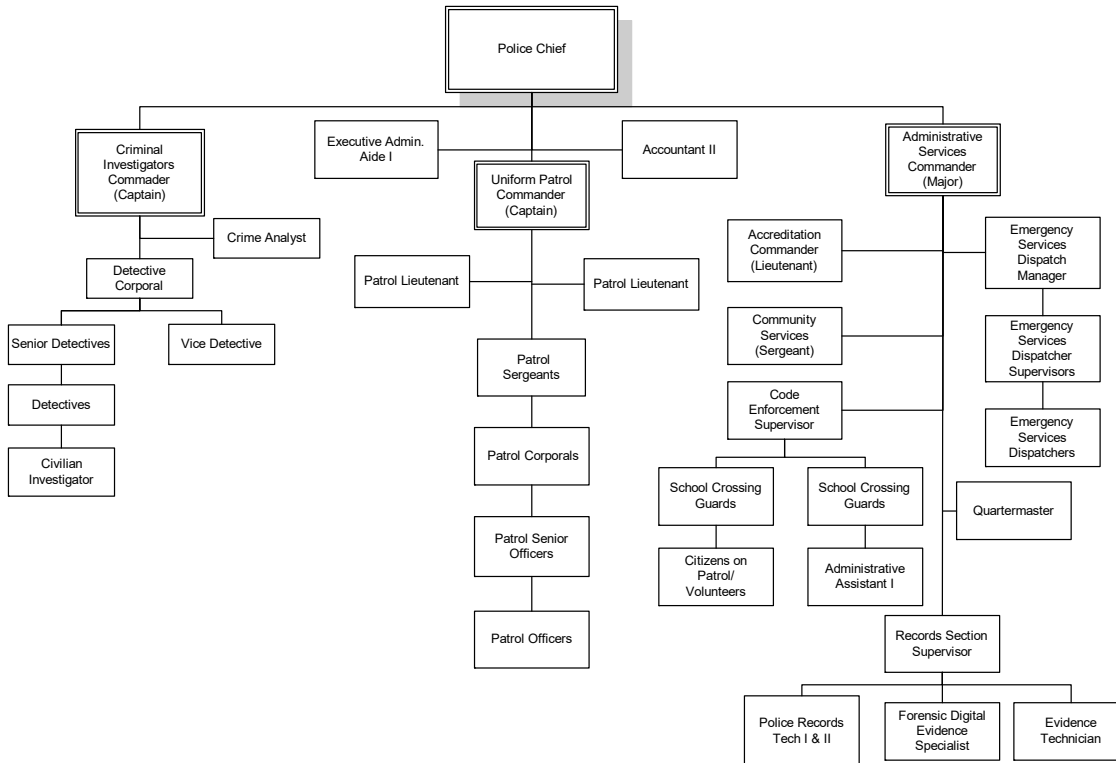 Police Chief
Criminal
Investigators
Commader
(Captain)
Executive Admin.
Aide I
Accountant II
Uniform Patrol
Commander
(Captain)
Administrative
Services
Commander
(Major)
Crime Analyst
Detective
Corporal
Senior Detectives
Vice Detective
Detectives
Civilian
Investigator
Patrol Lieutenant
Patrol Lieutenant
Patrol
Sergeants
Patrol Corporals
Patrol Senior
Officers
Patrol Officers
Accreditation
Commander
(Lieutenant)
Emergency
Services
Dispatch
Manager
Community
Services
(Sergeant)
Emergency
Services
Dispatcher
Supervisors
Code
Enforcement
Supervisor
Emergency
Services
Dispatchers
School Crossing
Guards
School Crossing
Guards
Citizens on
Patrol/
Volunteers
Administrative
Assistant I
Quartermaster
Records Section
Supervisor
Police Records
Tech I & II
Forensic Digital
Evidence
Specialist
Evidence
Technician